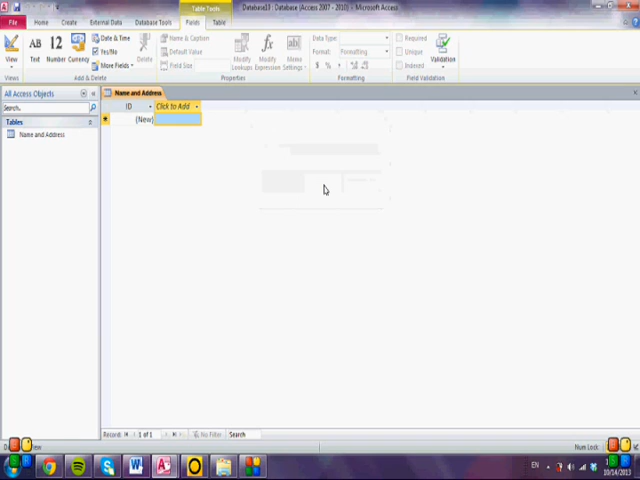 Table Tools
Database18 : Database (Access 2007 - 2010) - Microsoft Access
File Home Create External Data Database Tools Fields Table
View
Views
AB
Text
12
Number
Currency
Date & Time
Yes/No
More Fields
Add & Delete
Delete
Name & Caption
Default Value
Field Size
Modify Lookups
fx
Modify Expression
ab
Memo Settings
Properties
Data Type:
Format: Formatting
$ %
Formatting
Required
Unique
Indexed
Validation
Field Validation
All Access Objects
Search..
Tables
Name and Address
Name and Address
ID Click to Add
(New)
Record: 1 of 1 No Filter Search
Num Lock
EN
10/14/2013